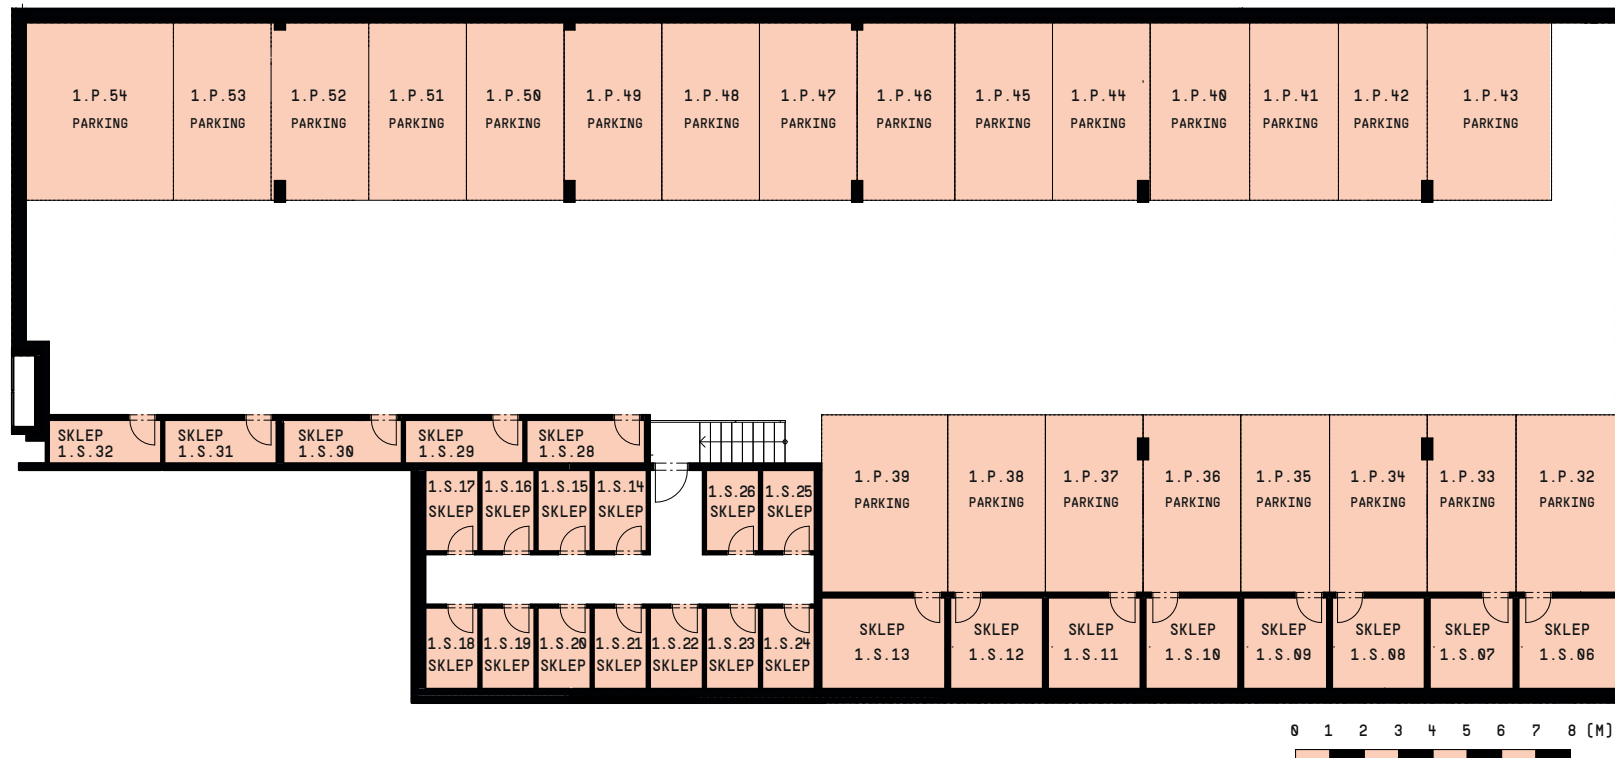 1.P.54 1.P.53 1.P.52 1.P.51 1.P.50 1.P.49 1.P.48 1.P.47 1.P.46 1.P.45 1.P.44 1.P.40 1.P.41 1.P.42 1.P.43
PARKING PARKING PARKING PARKING PARKING PARKING PARKING PARKING PARKING PARKING PARKING PARKING PARKING PARKING PARKING
SKLEP SKLEP SKLEP SKLEP SKLEP
1.S.32 1.S.31 1.S.30 1.S.29 1.S.28
1.P.39 1.P.38 1.P.37 1.P.36 1.P.35 1.P.34 1.P.33 1.P.32
PARKING PARKING PARKING PARKING PARKING PARKING PARKING PARKING
1.S.17 1.S.16 1.S.15 1.S.14 1.S.26 1.S.25
SKLEP SKLEP SKLEP SKLEP SKLEP SKLEP
SKLEP SKLEP SKLEP SKLEP SKLEP SKLEP SKLEP SKLEP
1.S.13 1.S.12 1.S.11 1.S.10 1.S.09 1.S.08 1.S.07 1.S.06
1.S.18 1.S.19 1.S.20 1.S.21 1.S.22 1.S.23 1.S.24
SKLEP SKLEP SKLEP SKLEP SKLEP SKLEP SKLEP
0 1 2 3 4 5 6 7 8 [M]